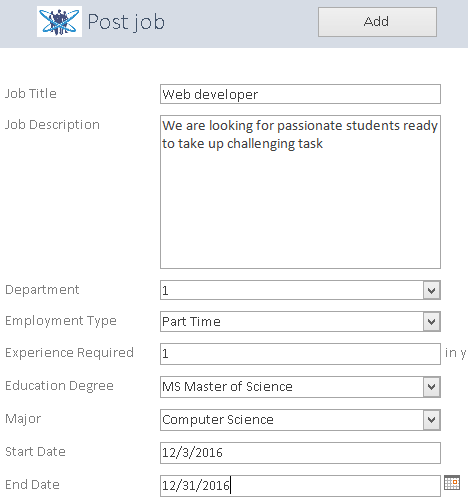 Post job
Add
Job Title
Web developer
Job Description
We are looking for passionate students ready
to take up challenging task
Department
1
Employment Type
Part Time
Experience Required
1
in y
Education Degree
MS Master of Science
Major
Computer Science
Start Date
12/3/2016
End Date
12/31/2016